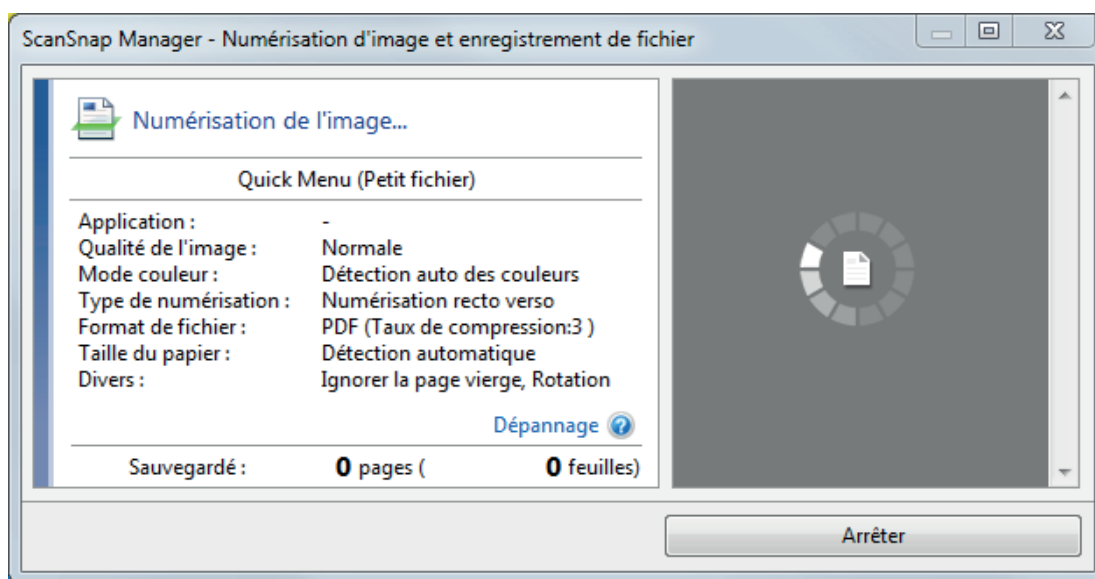 ScanSnap Manager - Numérisation d'image et enregistrement de fichier
Numérisation de l'image...
Quick Menu (Petit fichier)
Application : -
Qualité de l'image : Normale
Mode couleur : Détection auto des couleurs
Type de numérisation : Numérisation recto verso
Format de fichier : PDF (Taux de compression:3 )
Taille du papier : Détection automatique
Divers : Ignorer la page vierge, Rotation
Dépannage
Sauvegardé : 0 pages ( 0 feuilles)
Arrêter